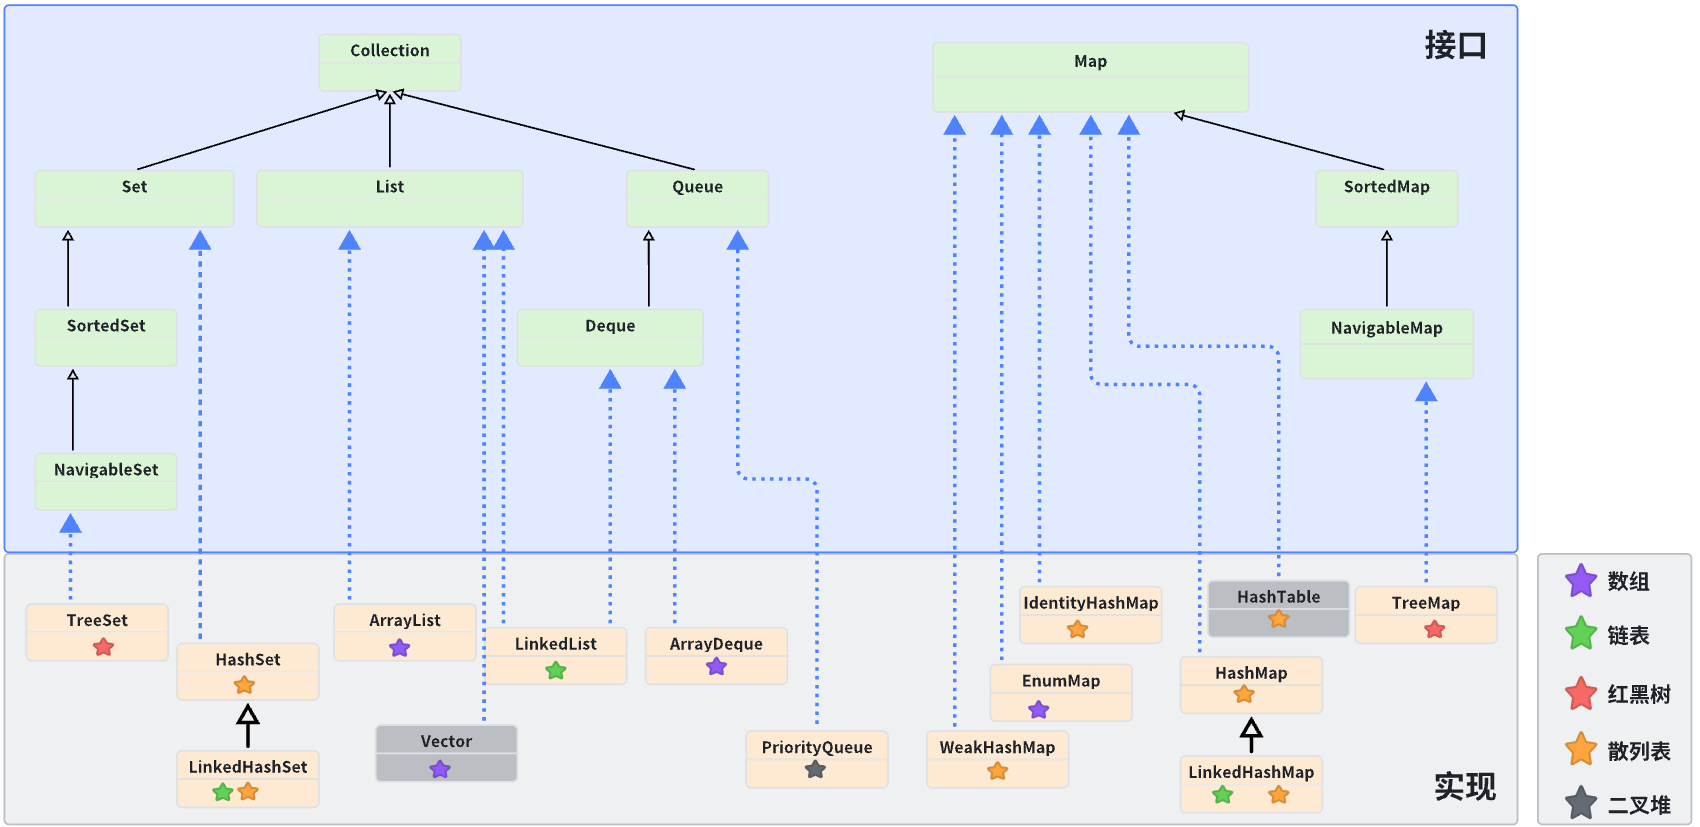 接口
Collection
Map
Set
List
Queue
SortedMap
SortedSet
Deque
NavigableMap
NavigableSet
TreeSet
HashSet
LinkedHashSet
ArrayList
Vector
LinkedList
ArrayDeque
PriorityQueue
WeakHashMap
EnumMap
IdentityHashMap
HashTable
HashMap
LinkedHashMap
TreeMap
实现
数组
链表
红黑树
散列表
二叉堆